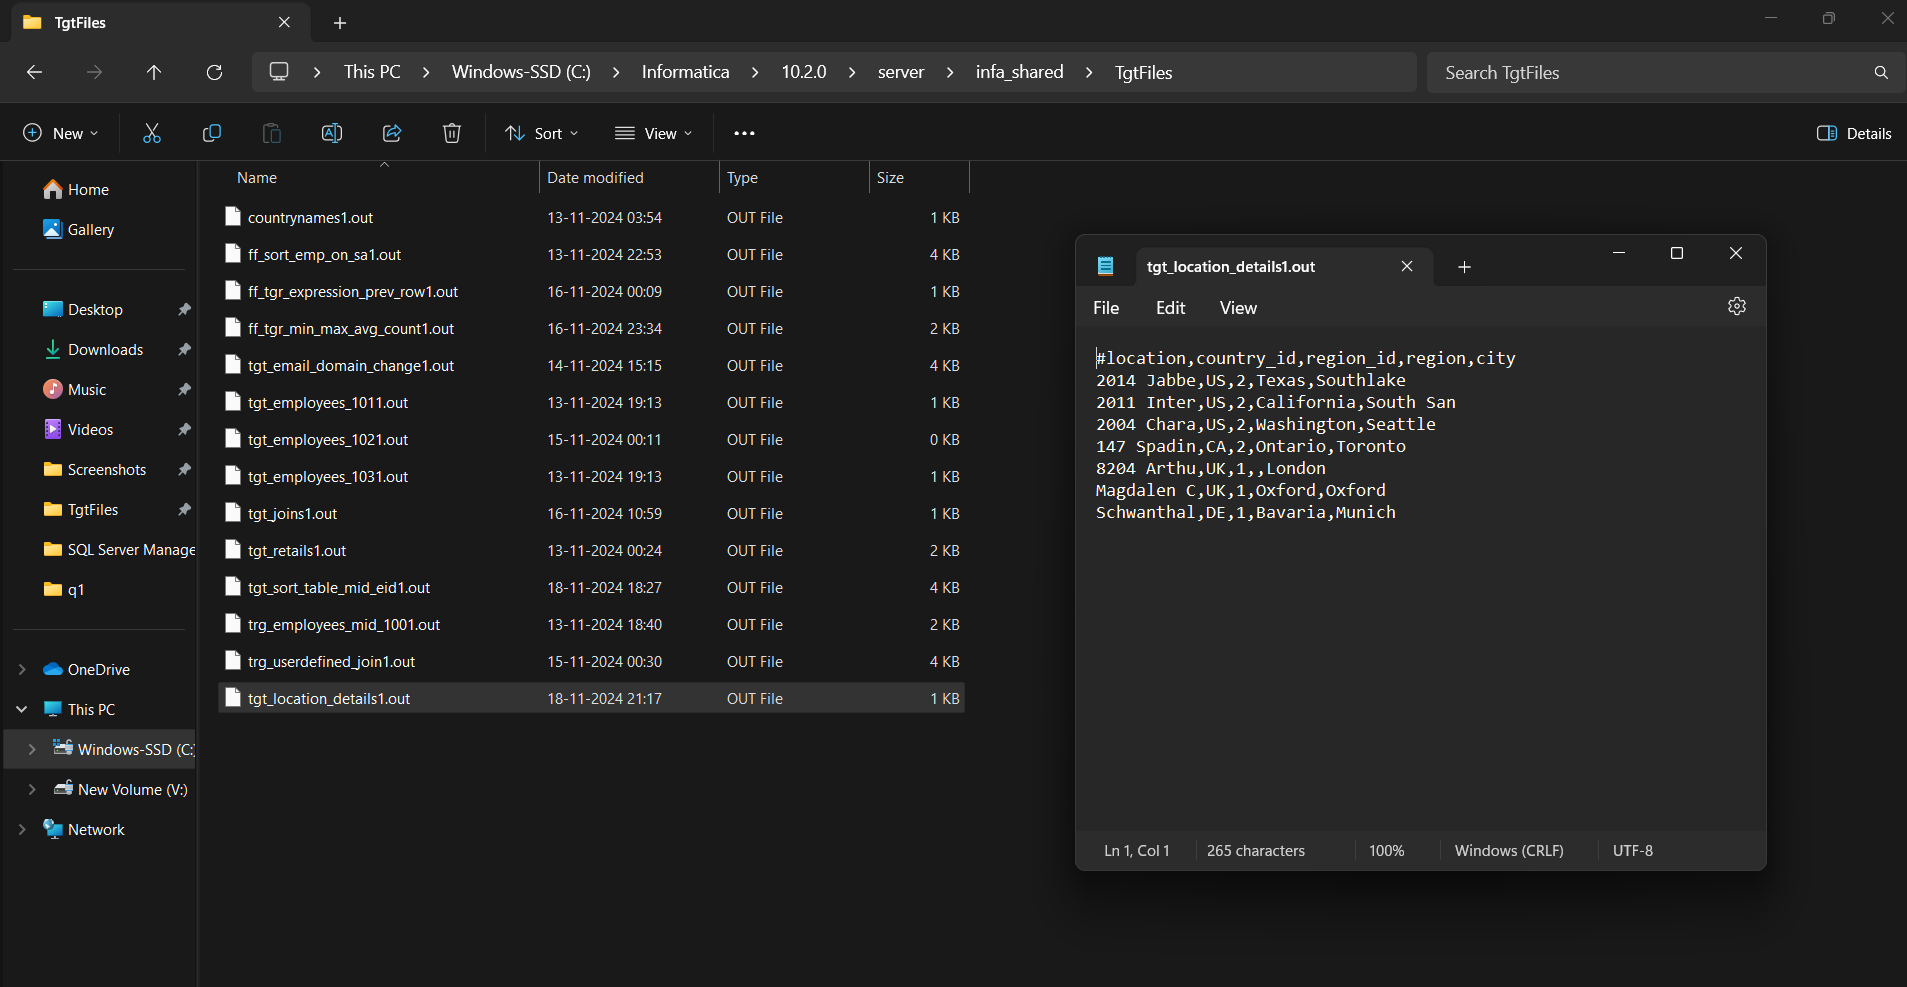 TgtFiles
This PC > Windows-SSD (C:) > Informatica > 10.2.0 > server > infa_shared > TgtFiles
Search TgtFiles
New
Sort
View
Details
Home
Gallery
Desktop
Downloads
Music
Videos
Screenshots
TgtFiles
SQL Server Manage
q1
OneDrive
This PC
Windows-SSD (C:)
New Volume (V:)
Network
Name Date modified Type Size
countrynames1.out 13-11-2024 03:54 OUT File 1 KB
ff_sort_emp_on_sa1.out 13-11-2024 22:53 OUT File 4 KB
ff_tgr_expression_prev_row1.out 16-11-2024 00:09 OUT File 1 KB
ff_tgr_min_max_avg_count1.out 16-11-2024 23:34 OUT File 2 KB
tgt_email_domain_change1.out 14-11-2024 15:15 OUT File 4 KB
tgt_employees_1011.out 13-11-2024 19:13 OUT File 1 KB
tgt_employees_1021.out 15-11-2024 00:11 OUT File 0 KB
tgt_employees_1031.out 13-11-2024 19:13 OUT File 1 KB
tgt_joins1.out 16-11-2024 10:59 OUT File 1 KB
tgt_retails1.out 13-11-2024 00:24 OUT File 2 KB
tgt_sort_table_mid_eid1.out 18-11-2024 18:27 OUT File 4 KB
trg_employees_mid_1001.out 13-11-2024 18:40 OUT File 2 KB
trg_userdefined_join1.out 15-11-2024 00:30 OUT File 4 KB
tgt_location_details1.out 18-11-2024 21:17 OUT File 1 KB
tgt_location_details1.out
File Edit View
#location,country_id,region_id,region,city
2014 Jabbe,US,2,Texas,Southlake
2011 Inter,US,2,California,South San
2004 Chara,US,2,Washington,Seattle
147 Spadin,CA,2,Ontario,Toronto
8204 Arthu,UK,1,,London
Magdalen C,UK,1,Oxford,Oxford
Schwanthal,DE,1,Bavaria,Munich
Ln 1, Col 1 265 characters 100% Windows (CRLF) UTF-8